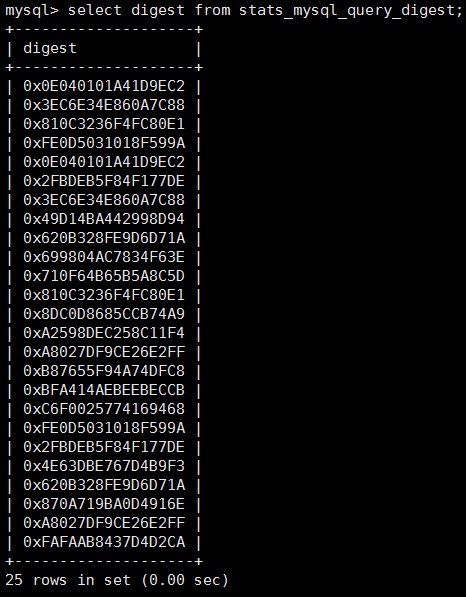 mysql> select digest from stats_mysql_query_digest;
+--------------------+
| digest             |
+--------------------+
| 0x0E040101A41D9EC2 |
| 0x3EC6E34E860A7C88 |
| 0x810C3236F4FC80E1 |
| 0xFE0D5031018F599A |
| 0x0E040101A41D9EC2 |
| 0x2FBDEB5F84F177DE |
| 0x3EC6E34E860A7C88 |
| 0x49D14BA442998D94 |
| 0x620B328FE9D6D71A |
| 0x699804AC7834F63E |
| 0x710F64B65B5A8C5D |
| 0x810C3236F4FC80E1 |
| 0x8DC0D8685CCB74A9 |
| 0xA2598DEC258C11F4 |
| 0xA8027DF9CE26E2FF |
| 0xB87655F94A74DFC8 |
| 0xBFA414AEBEEBECCB |
| 0xC6F0025774169468 |
| 0xFE0D5031018F599A |
| 0x2FBDEB5F84F177DE |
| 0x4E63DBE767D4B9F3 |
| 0x620B328FE9D6D71A |
| 0x870A719BA0D4916E |
| 0xA8027DF9CE26E2FF |
| 0xFAFAAB8437D4D2CA |
+--------------------+
25 rows in set (0.00 sec)